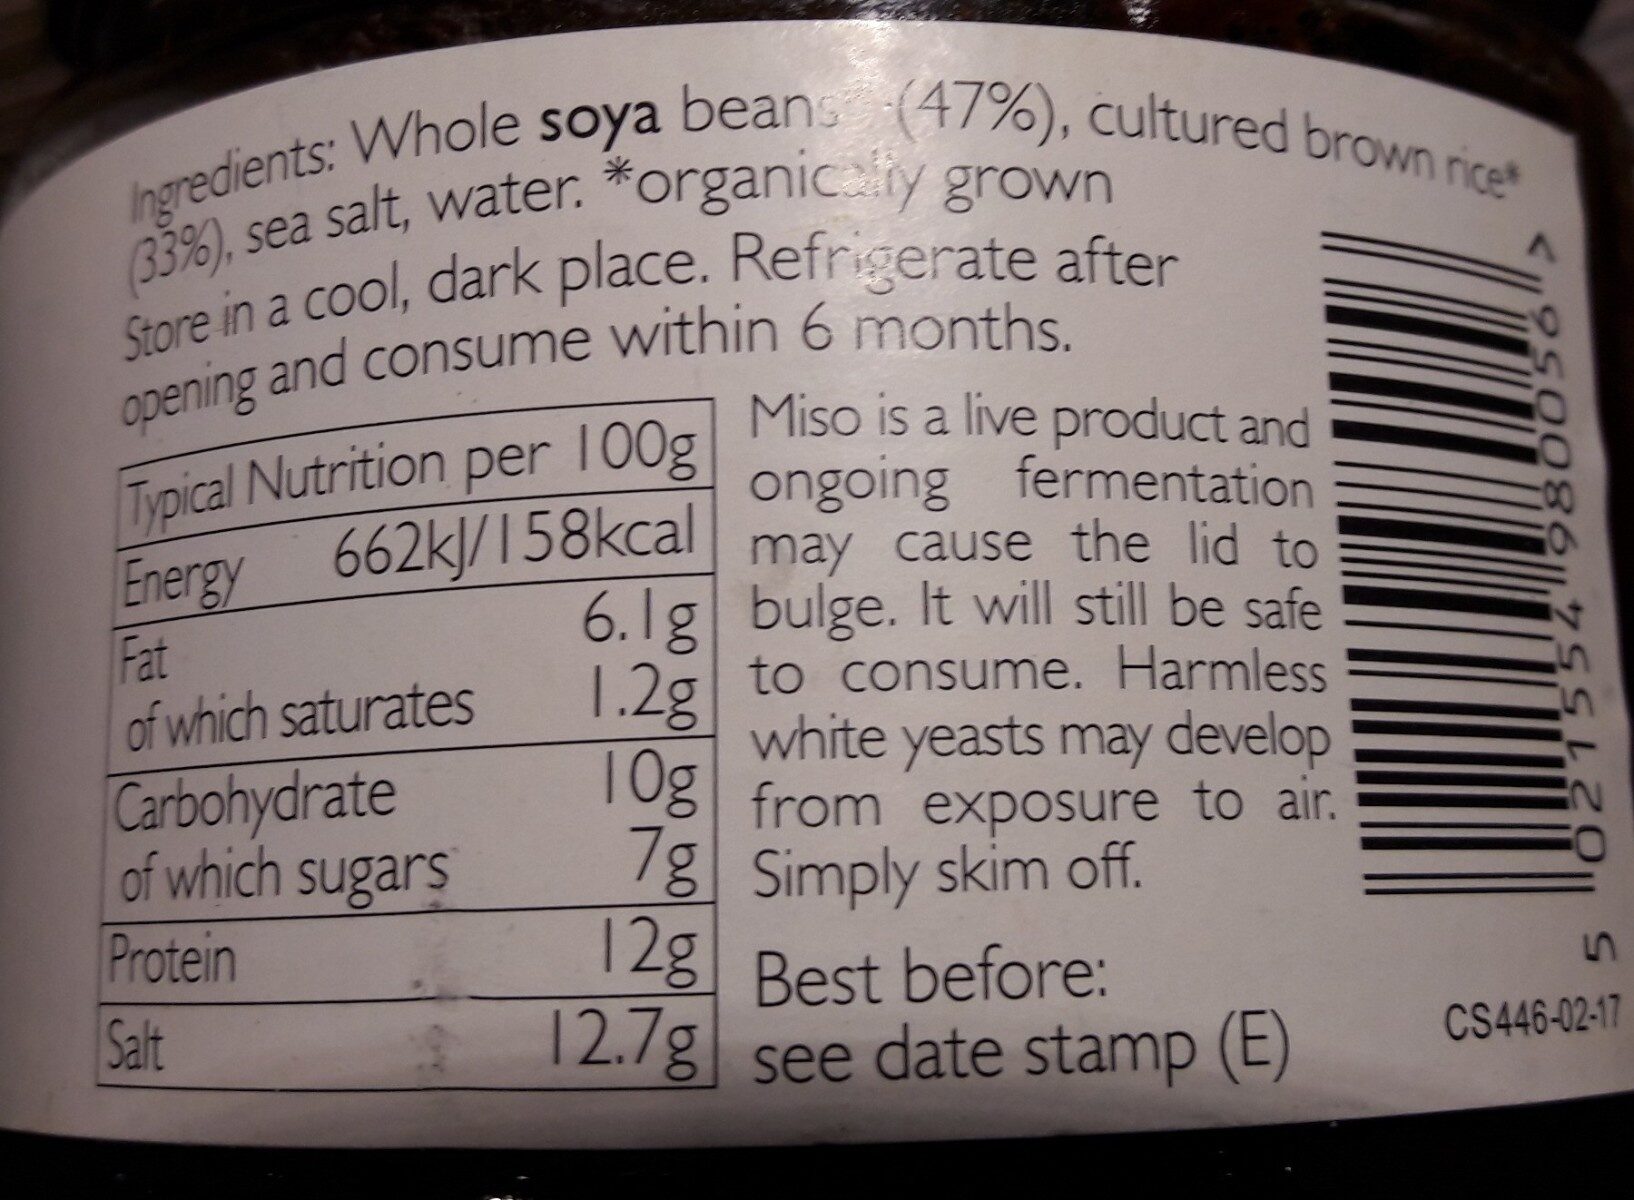 Ingredients: Whole soya beans (47%), cultured brown rice*
(33%), sea salt, water. *organically grown
Store in a cool, dark place. Refrigerate after
opening and consume within 6 months.
Typical Nutrition per 100g
Energy 662kJ/158kcal
Fat 6.1g
of which saturates 1.2g
Carbohydrate 10g
of which sugars 7g
Protein 12g
Salt 12.7g
Miso is a live product and
ongoing fermentation
may cause the lid to
bulge. It will still be safe
to consume. Harmless
white yeasts may develop
from exposure to air.
Simply skim off.
Best before:
see date stamp (E)
5 021554 980056 >
CS446-02-17